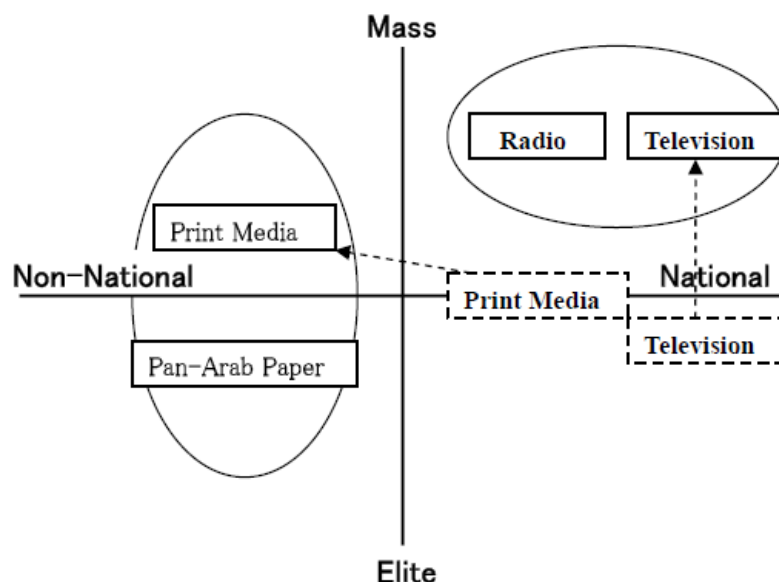 Mass
Radio
Television
Print Media
Non-National
National
Print Media
Television
Pan-Arab Paper
Elite